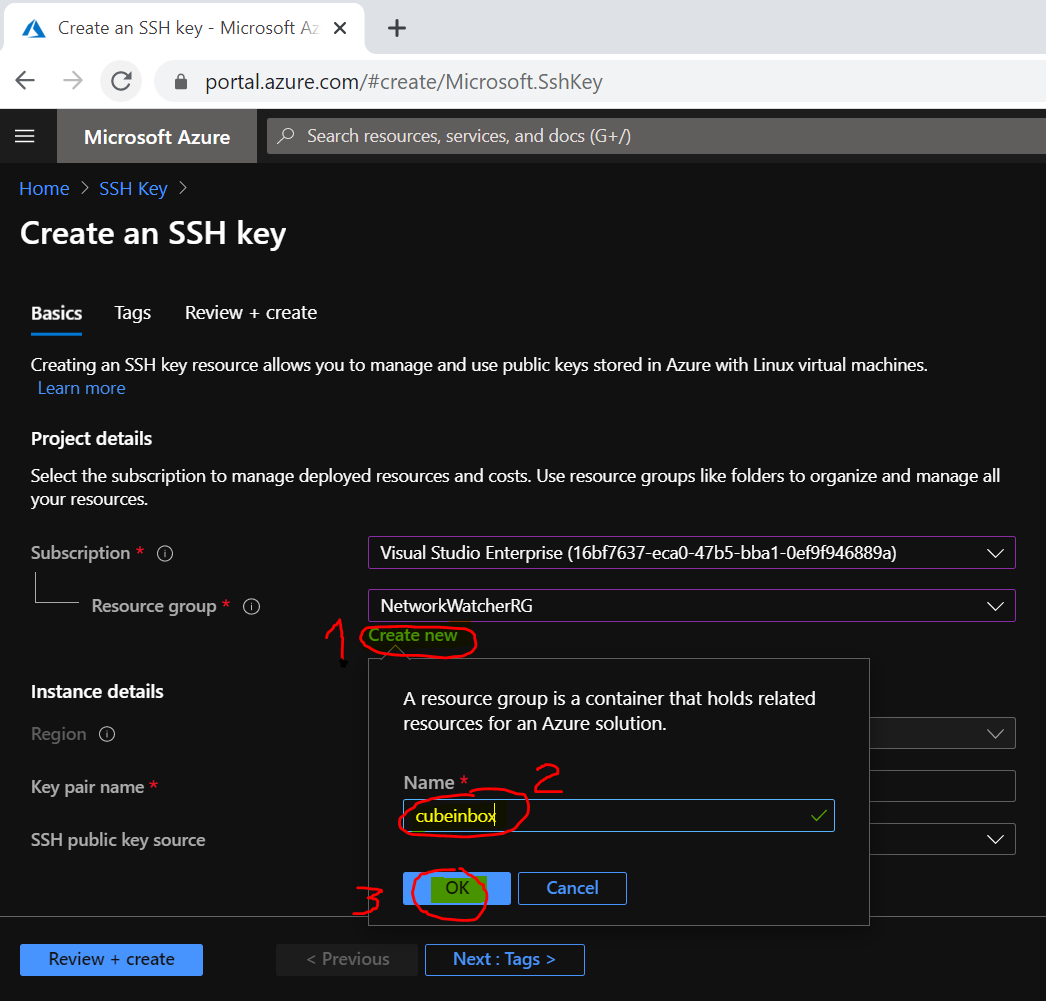 Create an SSH key - Microsoft Az
portal.azure.com/#create/Microsoft.SshKey
Microsoft Azure
Search resources, services, and docs (G+/)
Home > SSH Key >
Create an SSH key
Basics Tags Review + create
Creating an SSH key resource allows you to manage and use public keys stored in Azure with Linux virtual machines.
Learn more
Project details
Select the subscription to manage deployed resources and costs. Use resource groups like folders to organize and manage all
your resources.
Subscription * Visual Studio Enterprise (16bf7637-eca0-47b5-bba1-0ef9f946889a)
Resource group * NetworkWatcherRG
1 Create new
Instance details
A resource group is a container that holds related
resources for an Azure solution.
Region
Key pair name *
SSH public key source
Name * 2
cubeinbox
3 OK Cancel
Review + create < Previous Next : Tags >